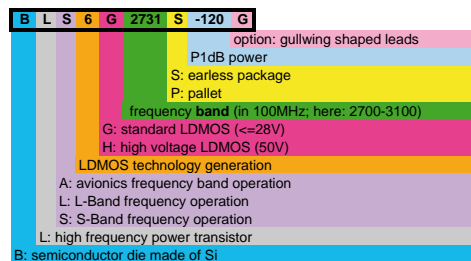 B L S 6 G 2731 S -120 G
option: gullwing shaped leads
P1dB power
S: earless package
P: pallet
frequency band (in 100MHz; here: 2700-3100)
G: standard LDMOS (<=28V)
H: high voltage LDMOS (50V)
LDMOS technology generation
A: avionics frequency band operation
L: L-Band frequency operation
S: S-Band frequency operation
L: high frequency power transistor
B: semiconductor die made of Si